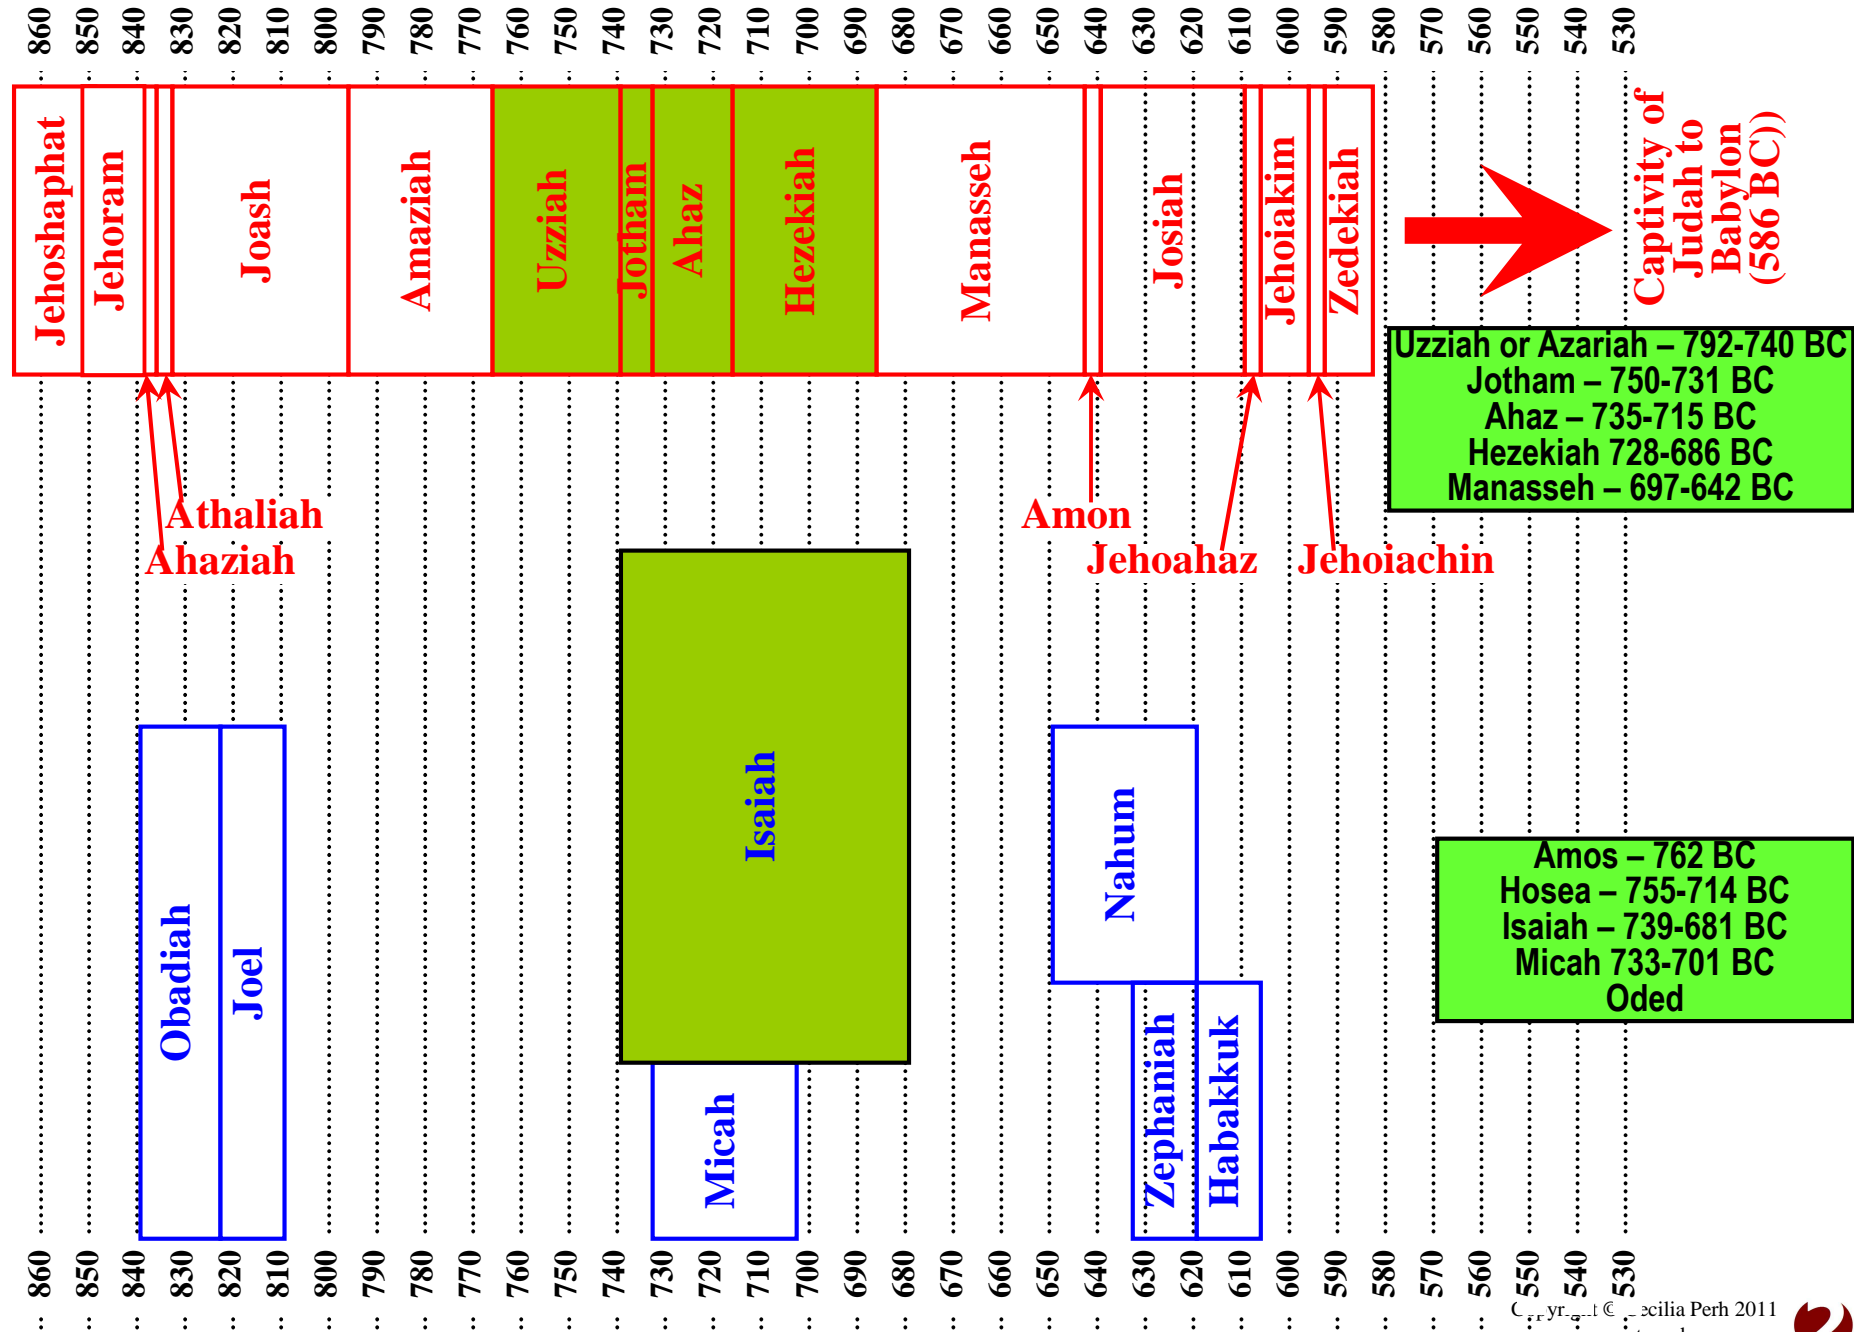 860 850 840 830 820 810 800 790 780 770 760 750 740 730 720 710 700 690 680 670 660 650 640 630 620 610 600 590 580 570 560 550 540 530
Jehoshaphat
Jehoram
Joash
Amaziah
Uzziah
Jotham
Ahaz
Hezekiah
Manasseh
Josiah
Jehoiakim
Zedekiah
Captivity of
Judah to
Babylon
(586 BC))
Athaliah
Ahaziah
Amon
Jehoahaz
Jehoiachin
Uzziah or Azariah – 792-740 BC
Jotham – 750-731 BC
Ahaz – 735-715 BC
Hezekiah 728-686 BC
Manasseh – 697-642 BC
Obadiah
Joel
Isaiah
Micah
Nahum
Zephaniah
Habakkuk
Amos – 762 BC
Hosea – 755-714 BC
Isaiah – 739-681 BC
Micah 733-701 BC
Oded
860 850 840 830 820 810 800 790 780 770 760 750 740 730 720 710 700 690 680 670 660 650 640 630 620 610 600 590 580 570 560 550 540 530
© Perh 2011
2